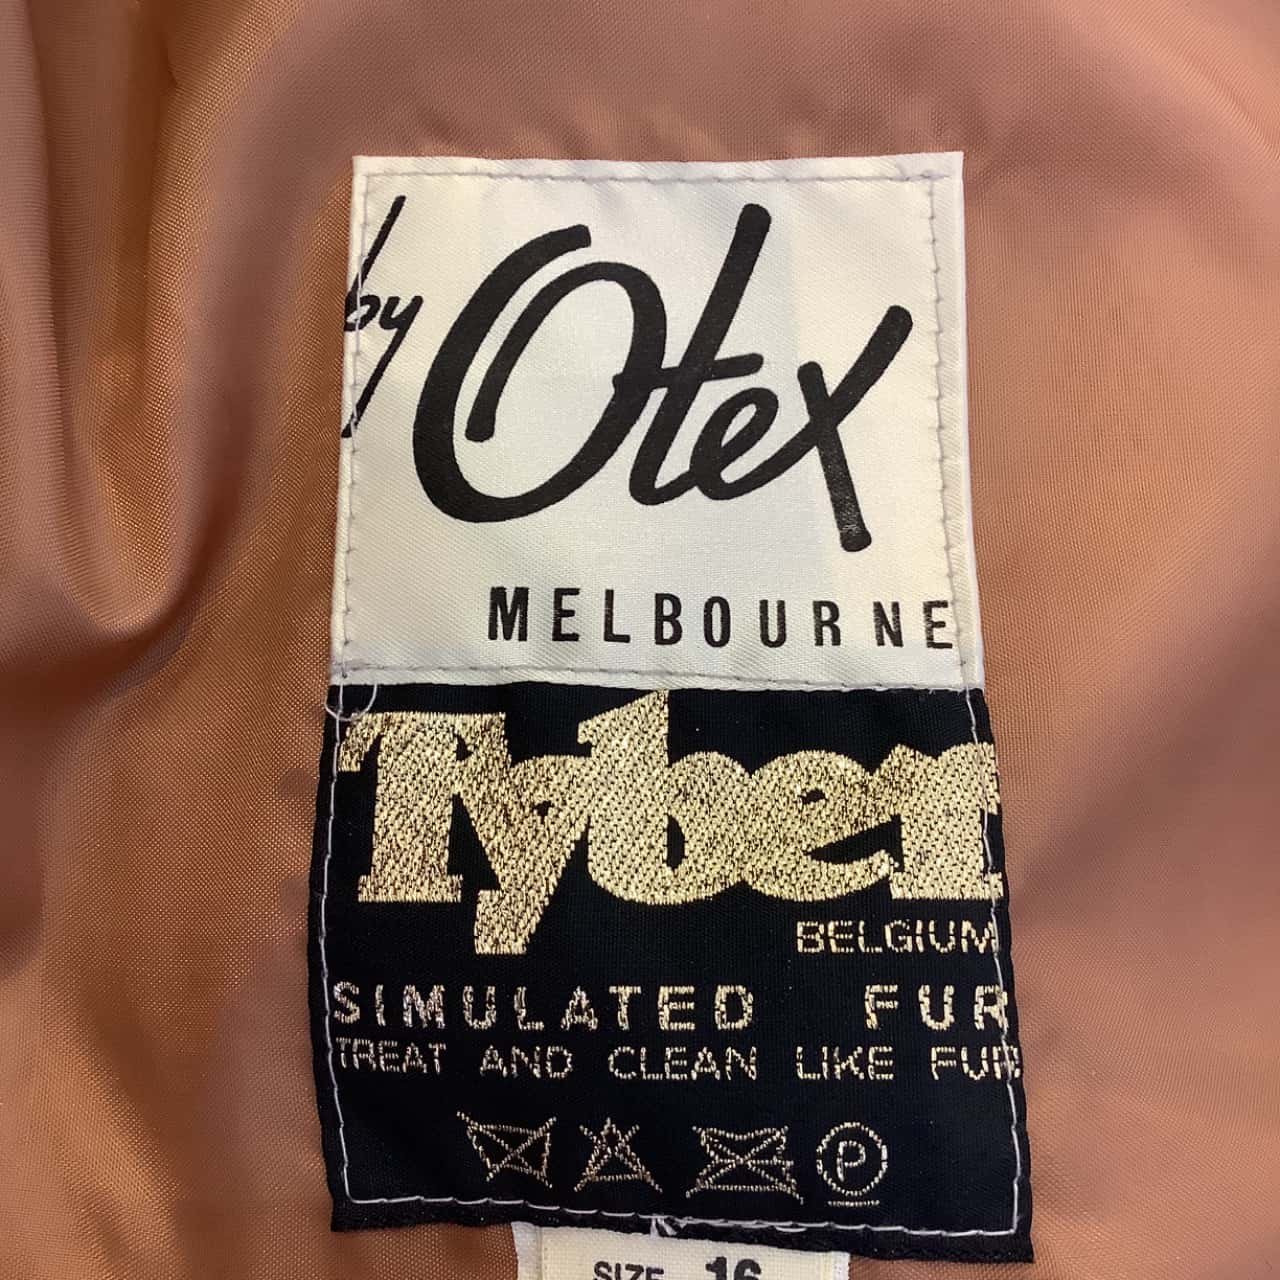 by Otex
MELBOURNE
Tyber
BELGIUM
SIMULATED FUR
TREAT AND CLEAN LIKE FUR
P
SIZE 16